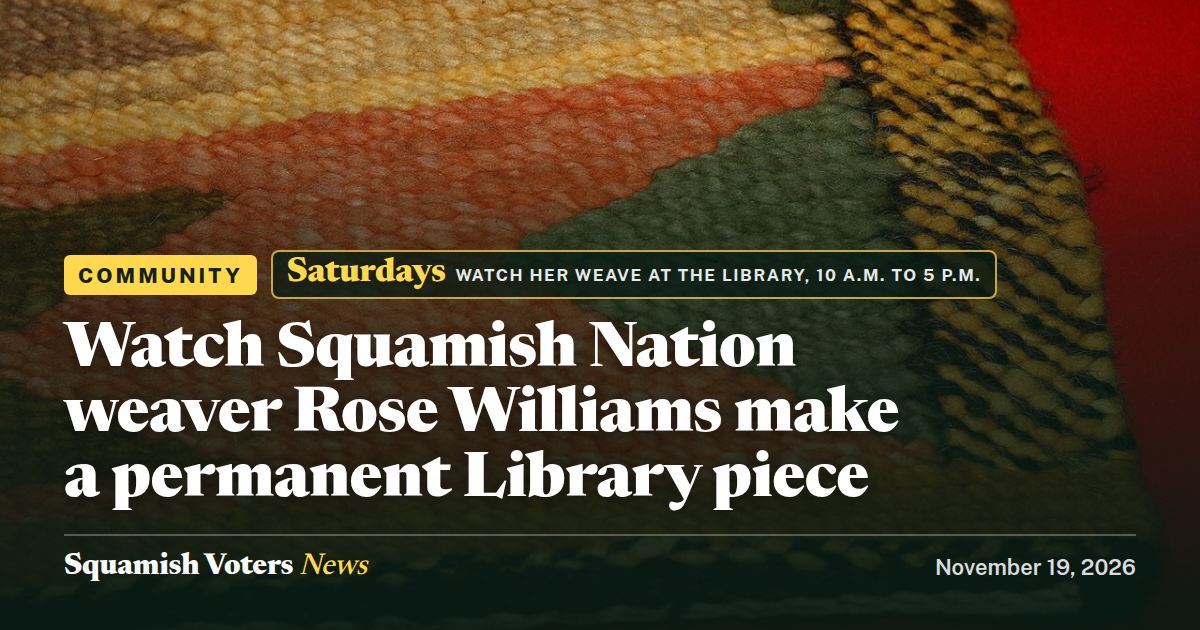 COMMUNITY
Saturdays WATCH HER WEAVE AT THE LIBRARY, 10 A.M. TO 5 P.M.
Watch Squamish Nation
weaver Rose Williams make
a permanent Library piece
Squamish Voters News
November 19, 2026